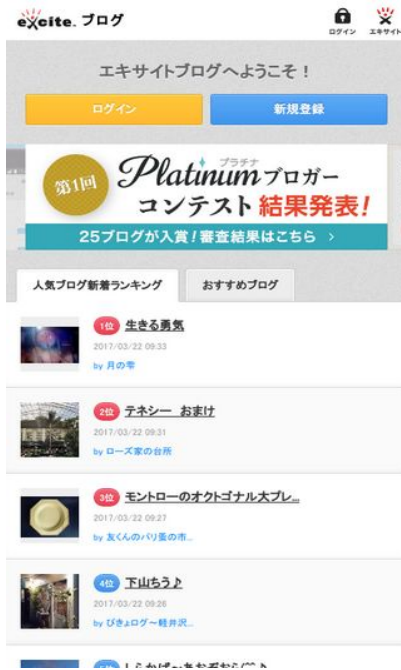 excite. ブログ
ログイン
エキサイト
エキサイトブログへようこそ！
ログイン
新規登録
第1回
プラチナ
Platinumブロガー
コンテスト 結果発表!
25ブログが入賞!審査結果はこちら >
人気ブログ新着ランキング
おすすめブログ
1位 生きる勇気
2017/03/22 09:33
by 月の雫
2位 テネシー　おまけ
2017/03/22 09:31
by ローズ家の台所
3位 モントローのオクトゴナル大プレ...
2017/03/22 09:27
by 友くんのパリ蚤の市...
4位 下山ちう♪
2017/03/22 09:26
by ぴきょログ〜軽井沢...